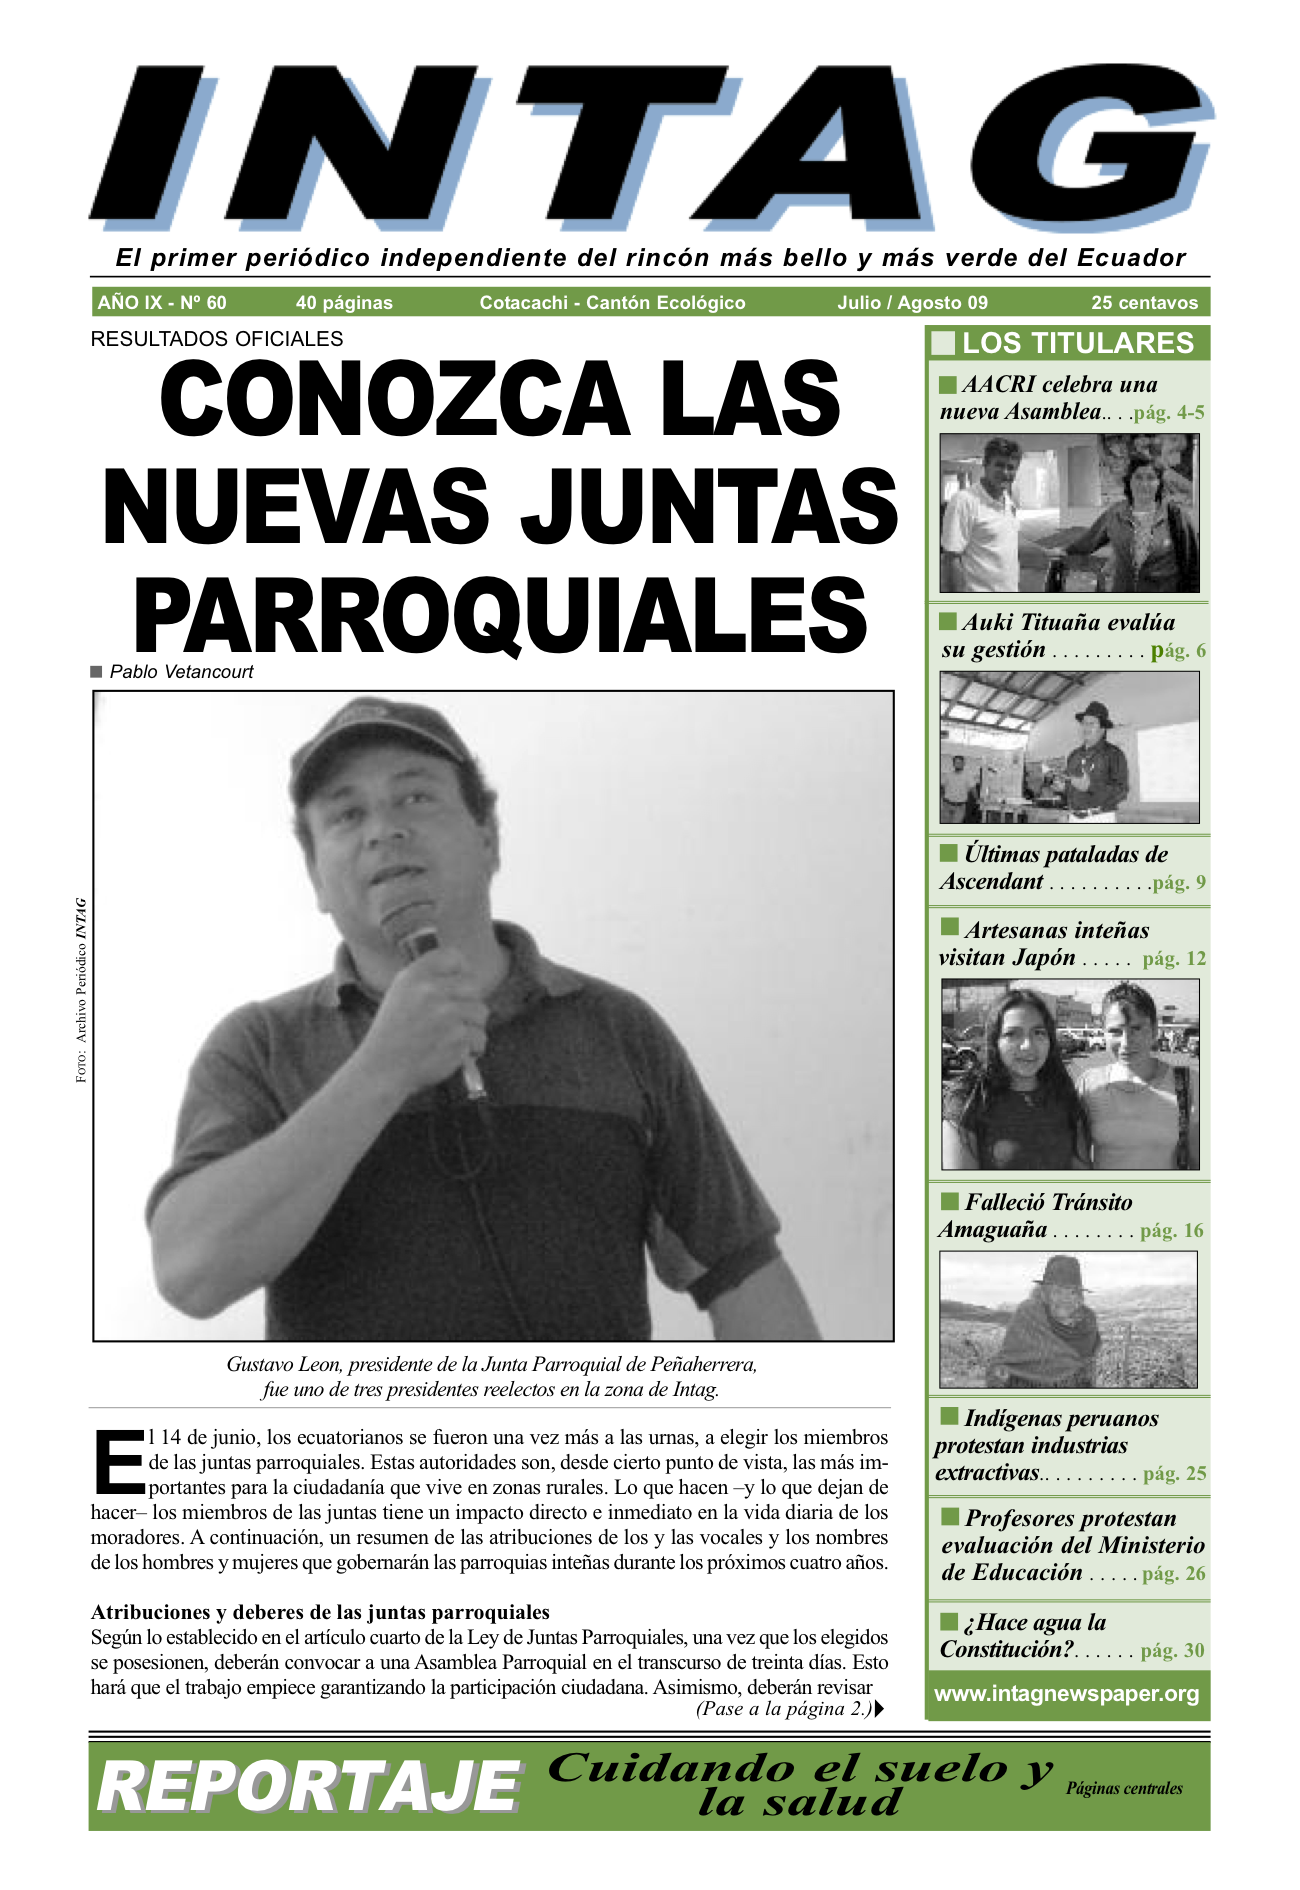 INTAG
El primer periódico independiente del rincón más bello y más verde del Ecuador
AÑO IX - Nº 60 40 páginas Cotacachi - Cantón Ecológico Julio / Agosto 09 25 centavos
RESULTADOS OFICIALES
CONOZCA LAS
NUEVAS JUNTAS
PARROQUIALES
Pablo Vetancourt
FOTO: Archivo Periódico INTAG
Gustavo Leon, presidente de la Junta Parroquial de Peñaherrera,
fue uno de tres presidentes reelectos en la zona de Intag.
El 14 de junio, los ecuatorianos se fueron una vez más a las urnas, a elegir los miembros
de las juntas parroquiales. Estas autoridades son, desde cierto punto de vista, las más im-
portantes para la ciudadanía que vive en zonas rurales. Lo que hacen –y lo que dejan de
hacer– los miembros de las juntas tiene un impacto directo e inmediato en la vida diaria de los
moradores. A continuación, un resumen de las atribuciones de los y las vocales y los nombres
de los hombres y mujeres que gobernarán las parroquias inteñas durante los próximos cuatro años.
Atribuciones y deberes de las juntas parroquiales
Según lo establecido en el artículo cuarto de la Ley de Juntas Parroquiales, una vez que los elegidos
se posesionen, deberán convocar a una Asamblea Parroquial en el transcurso de treinta días. Esto
hará que el trabajo empiece garantizando la participación ciudadana. Asimismo, deberán revisar
(Pase a la página 2.)
LOS TITULARES
AACRI celebra una
nueva Asamblea.. . .pág. 4-5
Auki Tituaña evalúa
su gestión . . . . . . . . . pág. 6
Últimas pataladas de
Ascendant . . . . . . . . . .pág. 9
Artesanas inteñas
visitan Japón . . . . . pág. 12
Falleció Tránsito
Amaguaña . . . . . . . . pág. 16
Indígenas peruanos
protestan industrias
extractivas.. . . . . . . . . pág. 25
Profesores protestan
evaluación del Ministerio
de Educación . . . . . pág. 26
¿Hace agua la
Constitución?. . . . . . pág. 30
www.intagnewspaper.org
REPORTAJE
Cuidando el suelo y
la salud
Páginas centrales